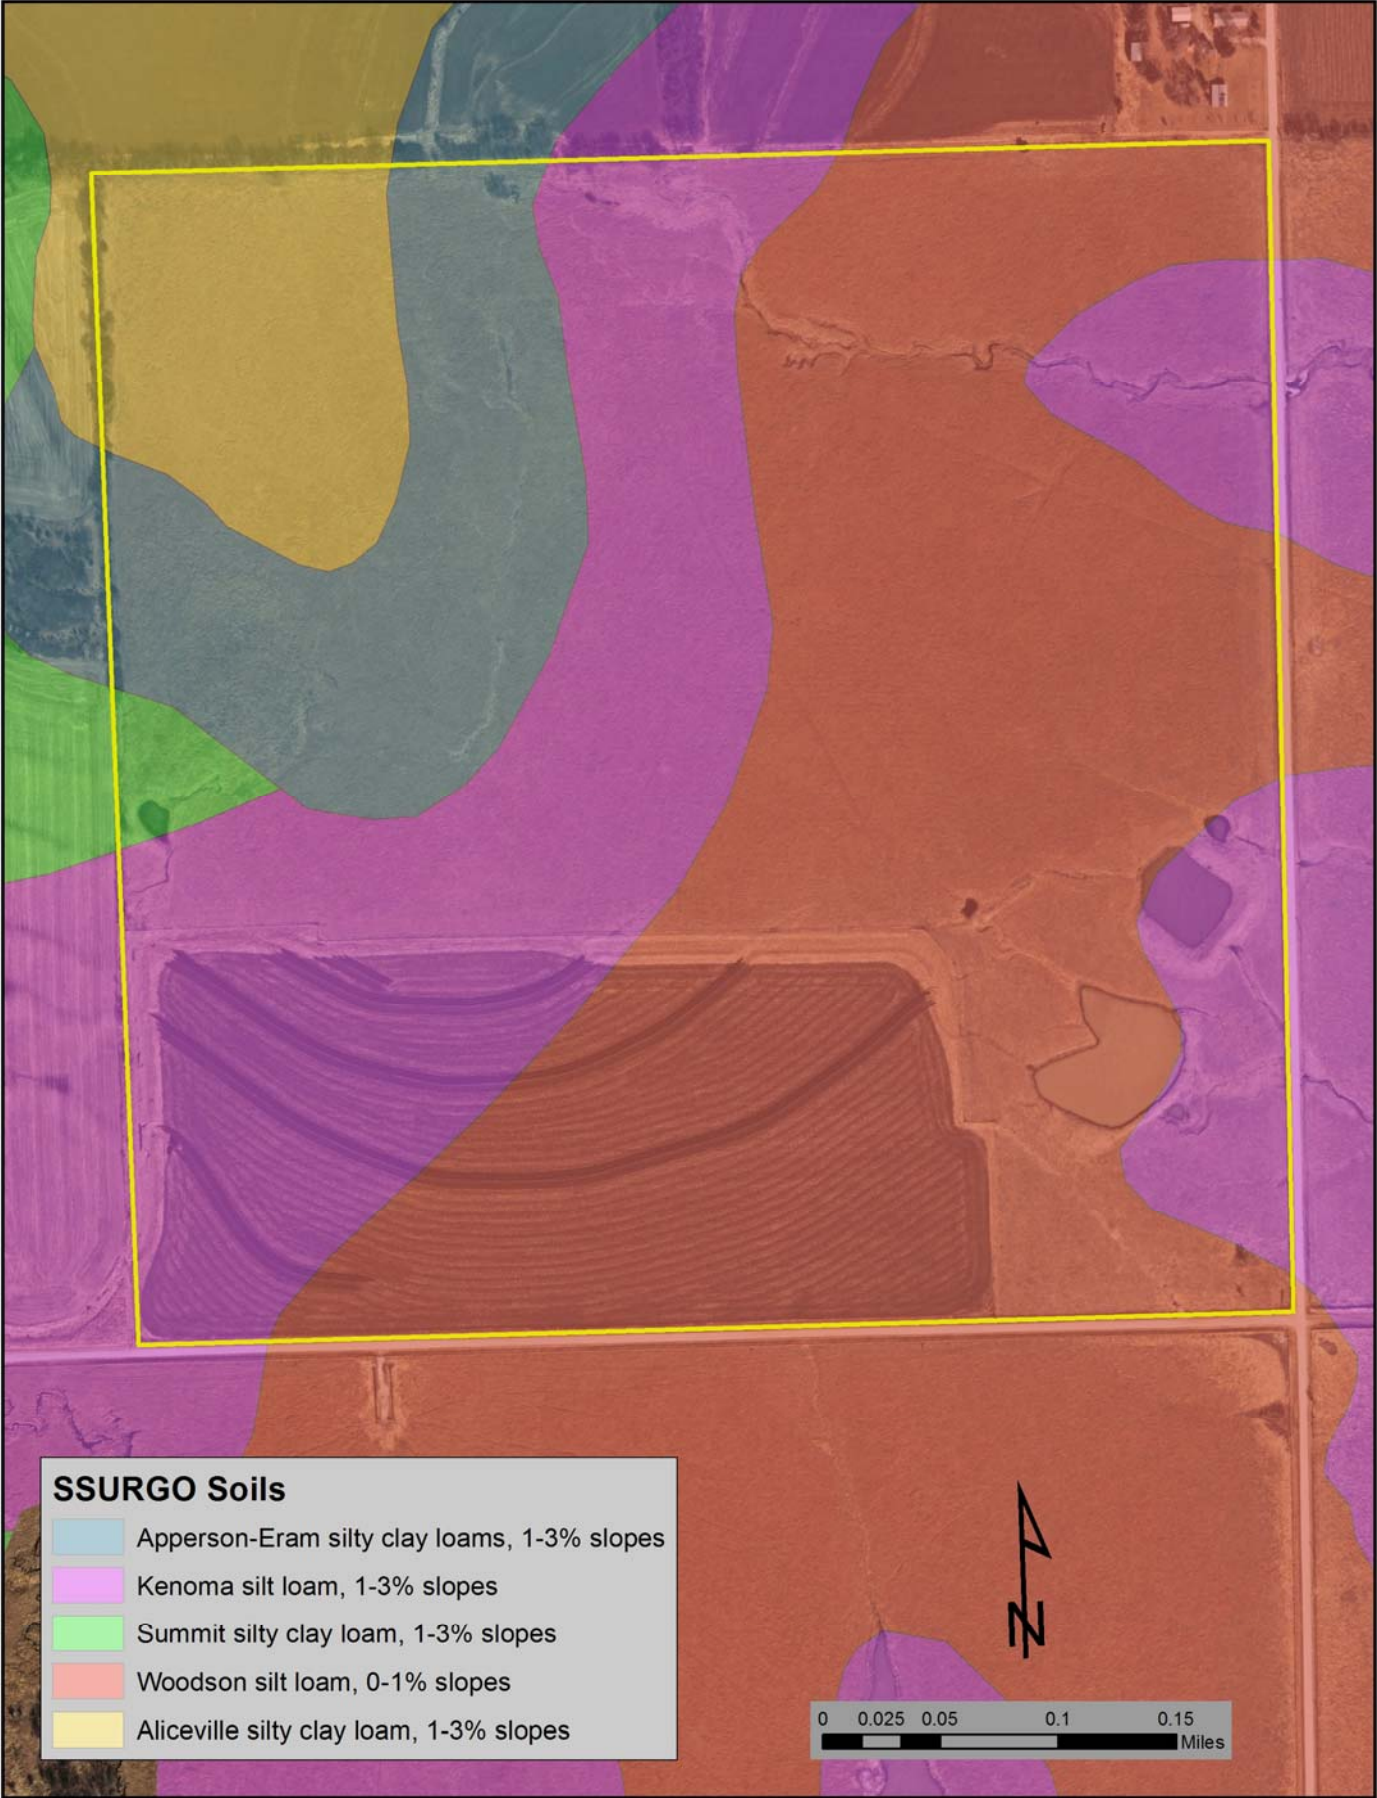 SSURGO Soils
Apperson-Eram silty clay loams, 1-3% slopes
Kenoma silt loam, 1-3% slopes
Summit silty clay loam, 1-3% slopes
Woodson silt loam, 0-1% slopes
Aliceville silty clay loam, 1-3% slopes
N
0 0.025 0.05 0.1 0.15
Miles